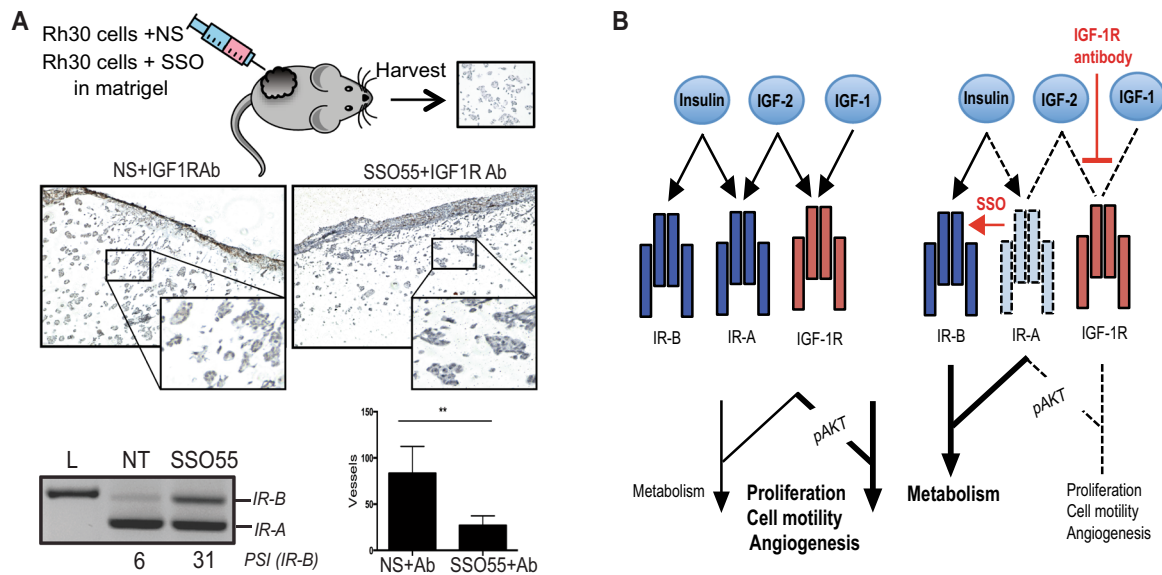 A
Rh30 cells +NS
Rh30 cells + SSO
in matrigel
Harvest
NS+IGF1RAb
SSO55+IGF1R Ab
L NT SSO55
IR-B
IR-A
6 31 PSI (IR-B)
**
Vessels
150
100
50
0
NS+Ab SSO55+Ab
B
IGF-1R
antibody
Insulin IGF-2 IGF-1
Insulin IGF-2 IGF-1
SSO
IR-B IR-A IGF-1R
IR-B IR-A IGF-1R
pAKT
pAKT
Metabolism
Proliferation
Cell motility
Angiogenesis
Metabolism
Proliferation
Cell motility
Angiogenesis